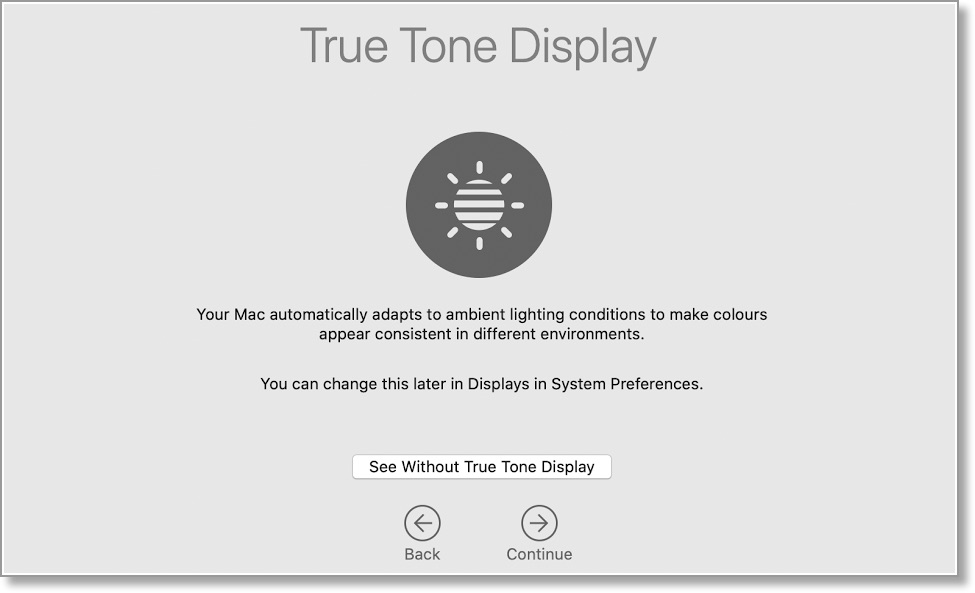 True Tone Display
Your Mac automatically adapts to ambient lighting conditions to make colours
appear consistent in different environments.
You can change this later in Displays in System Preferences.
See Without True Tone Display
Back
Continue